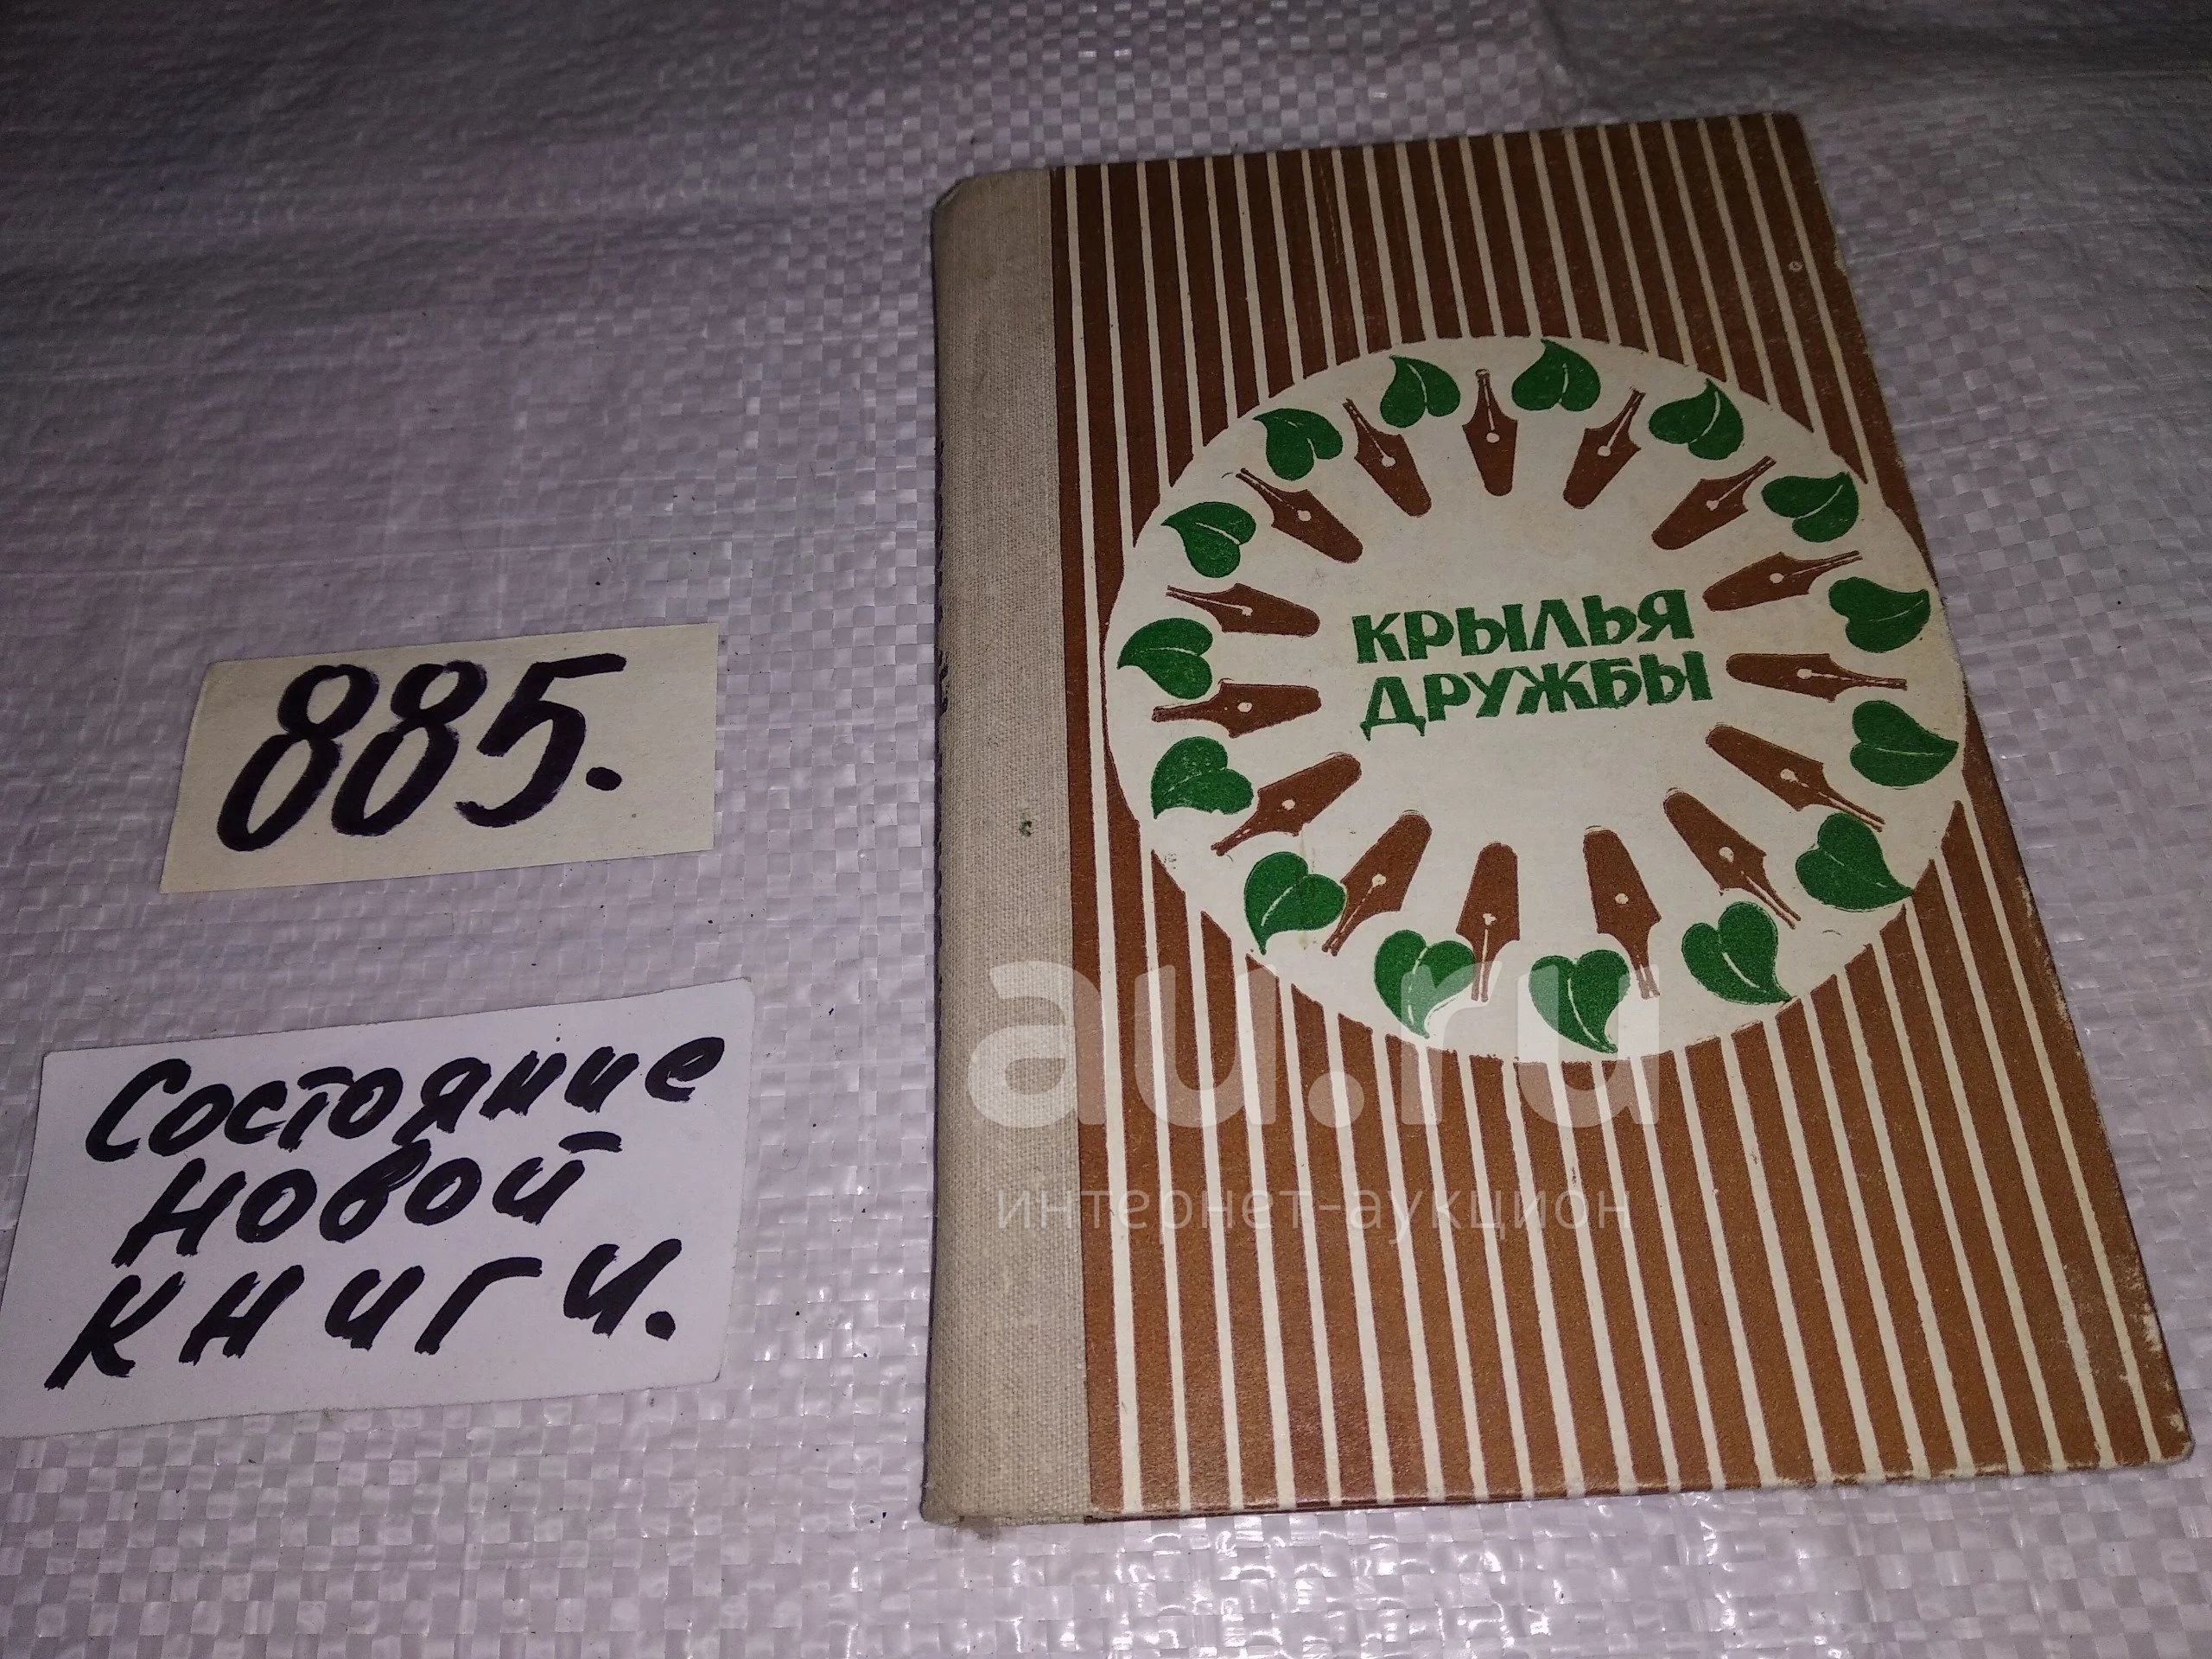 885.
Состояние
новой
книги.
КРЫЛЬЯ
ДРУЖБЫ
au.ru
интернет-аукцион